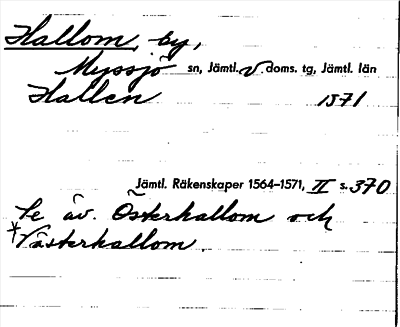 Hallom, by,
Myssjö sn, Jämtl. V. doms. tg, Jämtl. län
Hallen 1571
Jämtl. Räkenskaper 1564–1571, II s. 370
Se äv. Österhallom och
*Västerhallom.